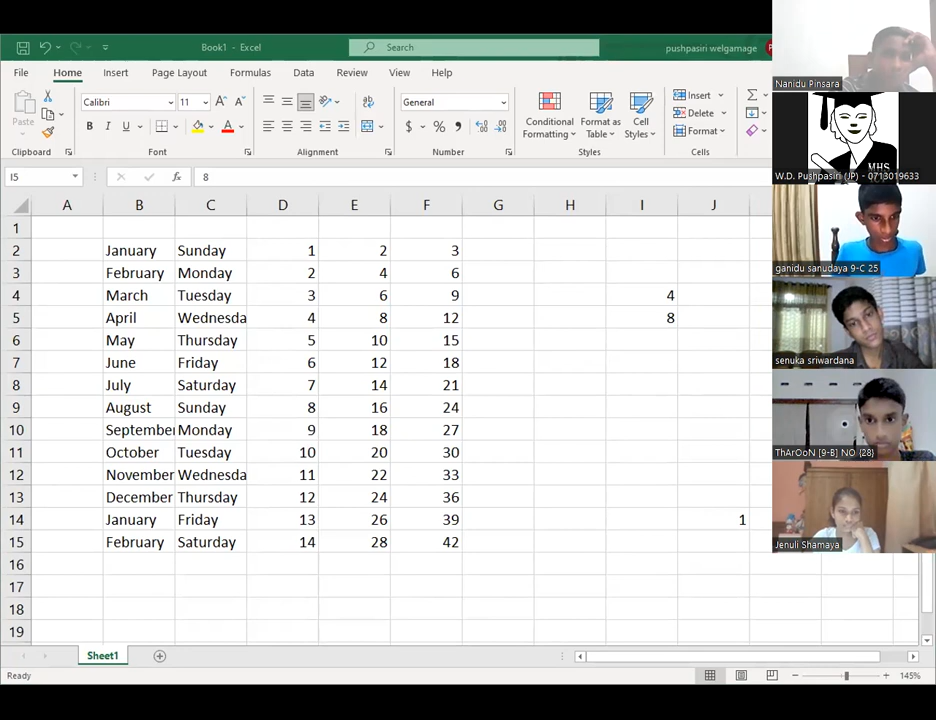 Book1 - Excel
Search
pushpasiri welgamage
File Home Insert Page Layout Formulas Data Review View Help
Calibri 11 A A General Insert
Paste B I U A $ % , Conditional Formatting Format as Table Cell Styles Delete
Format
Clipboard Font Alignment Number Styles Cells
I5 fx 8
A B C D E F G H I J
1
2 January Sunday 1 2 3
3 February Monday 2 4 6
4 March Tuesday 3 6 9 4
5 April Wednesda 4 8 12 8
6 May Thursday 5 10 15
7 June Friday 6 12 18
8 July Saturday 7 14 21
9 August Sunday 8 16 24
10 September Monday 9 18 27
11 October Tuesday 10 20 30
12 November Wednesda 11 22 33
13 December Thursday 12 24 36
14 January Friday 13 26 39 1
15 February Saturday 14 28 42
16
17
18
19
Sheet1
Ready 145%
Nanidu Pinsara
MHS
W.D. Pushpasiri (JP) - 0713019633
ganidu sanudaya 9-C 25
senuka sriwardana
ThArOoN [9-B] NO {28}
Jenuli Shamaya